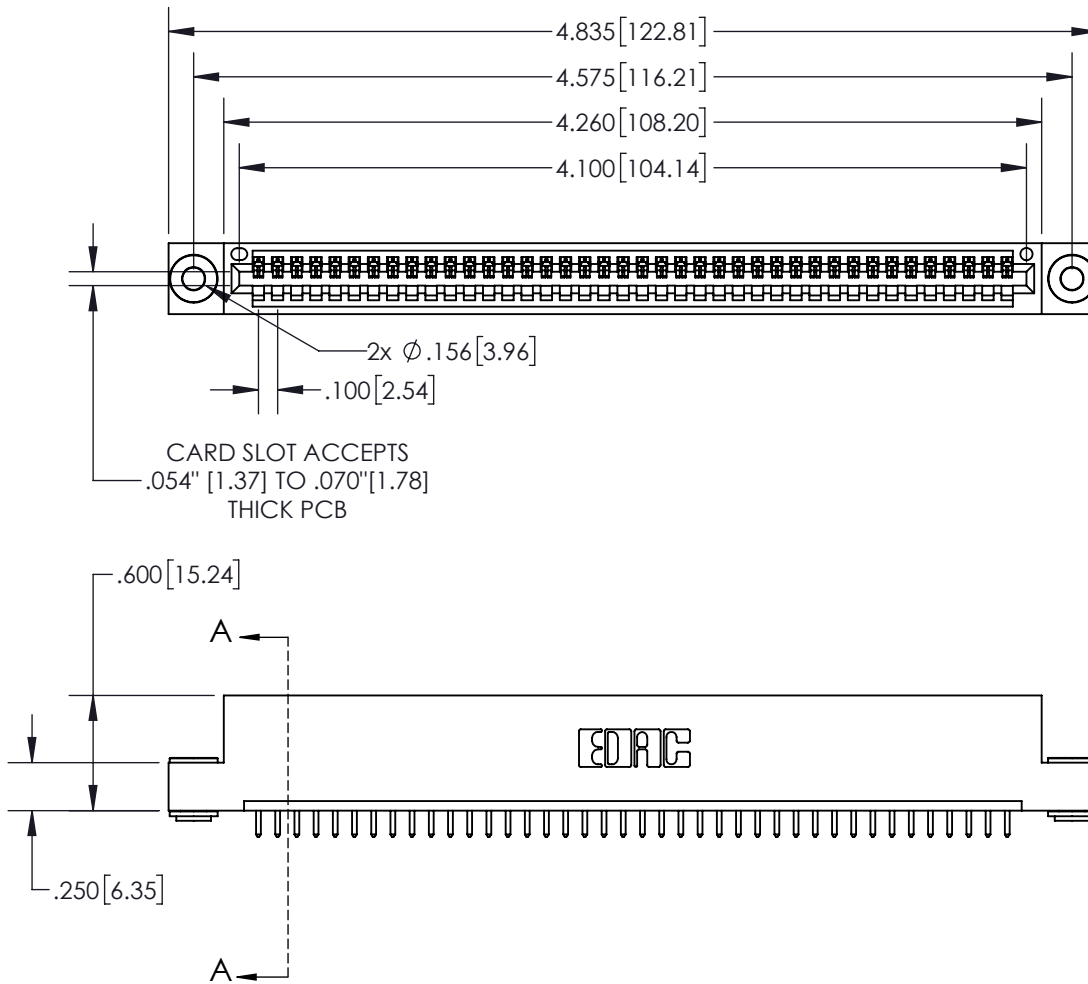 4.835[122.81]
4.575[116.21]
4.260[108.20]
4.100[104.14]
2x Ø .156[3.96]
.100[2.54]
CARD SLOT ACCEPTS
.054" [1.37] TO .070"[1.78]
THICK PCB
.600[15.24]
A
EDAC
.250[6.35]
A